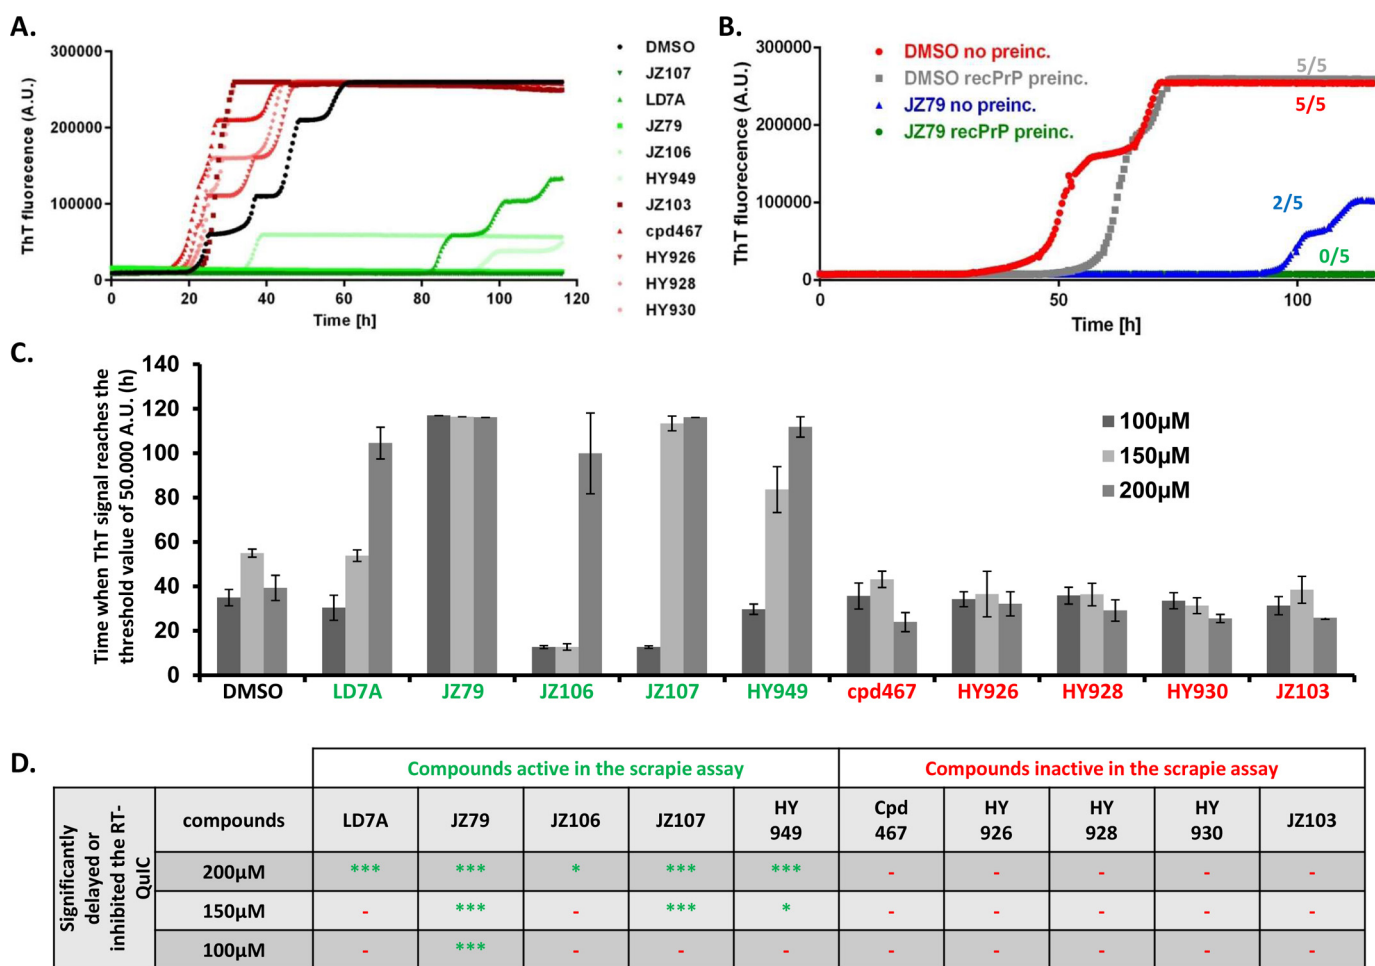 A.
ThT fluorecence (A.U.)
300000
200000
100000
0
0 20 40 60 80 100 120
Time [h]
DMSO
JZ107
LD7A
JZ79
JZ106
HY949
JZ103
cpd467
HY926
HY928
HY930
B.
ThT fluorecence (A.U.)
300000
200000
100000
0
0 50 100
Time [h]
DMSO no preinc.
DMSO recPrP preinc.
JZ79 no preinc.
JZ79 recPrP preinc.
5/5
5/5
2/5
0/5
C.
Time when ThT signal reaches the
threshold value of 50.000 A.U. (h)
140
120
100
80
60
40
20
0
DMSO LD7A JZ79 JZ106 JZ107 HY949 cpd467 HY926 HY928 HY930 JZ103
100μM
150μM
200μM
D.
Compounds active in the scrapie assay Compounds inactive in the scrapie assay
Significantly
delayed or
inhibited the RT-
QuIC
compounds LD7A JZ79 JZ106 JZ107 HY 949 Cpd 467 HY 926 HY 928 HY 930 JZ103
200μM *** *** * *** *** - - - - -
150μM - *** - *** * - - - - -
100μM - *** - - - - - - - -